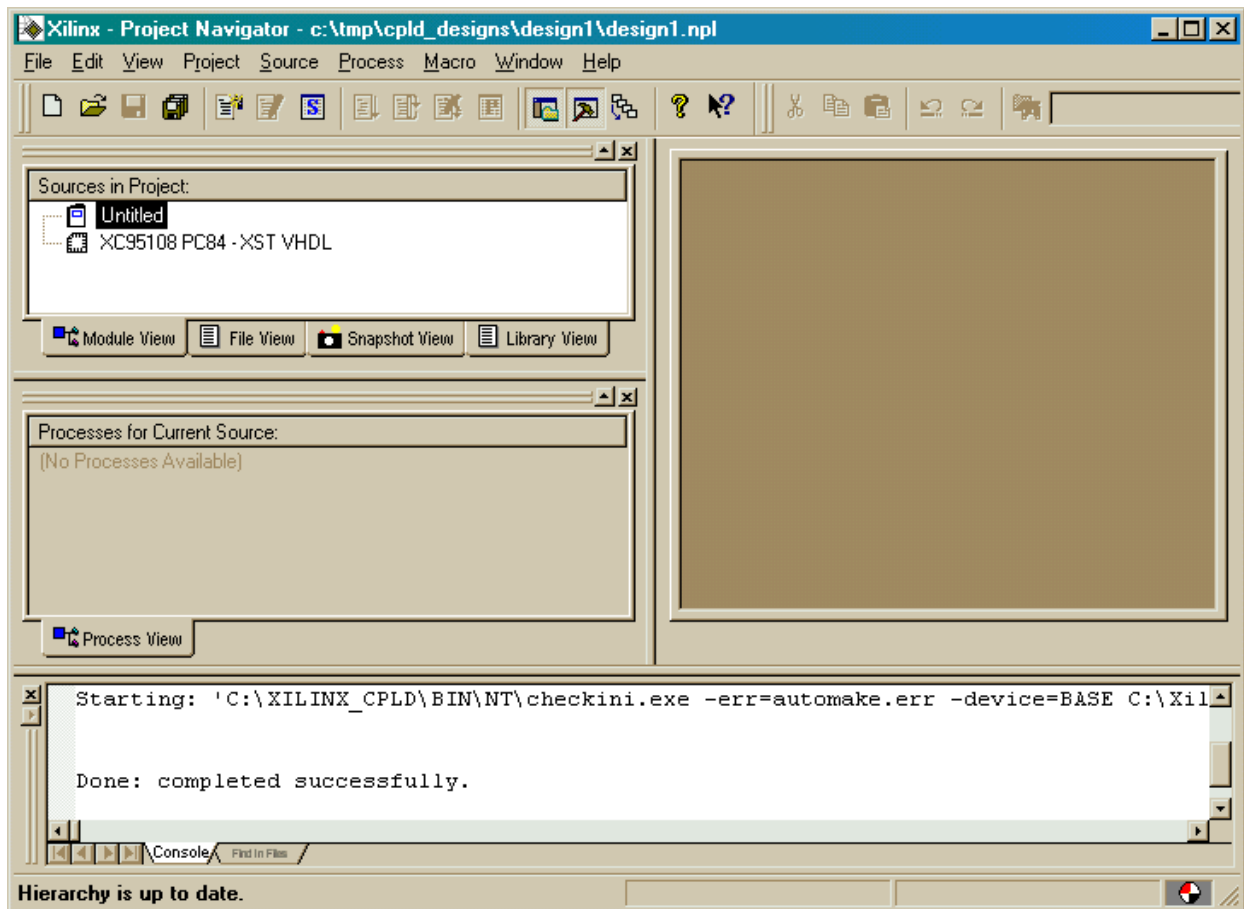 Xilinx - Project Navigator - c:\tmp\cpld_designs\design1\design1.npl
File Edit View Project Source Process Macro Window Help
Sources in Project:
Untitled
XC95108 PC84 - XST VHDL
Module View File View Snapshot View Library View
Processes for Current Source:
(No Processes Available)
Process View
Starting: 'C:\XILINX_CPLD\BIN\NT\checkini.exe -err=automake.err -device=BASE C:\Xil
Done: completed successfully.
Console Find in Files
Hierarchy is up to date.